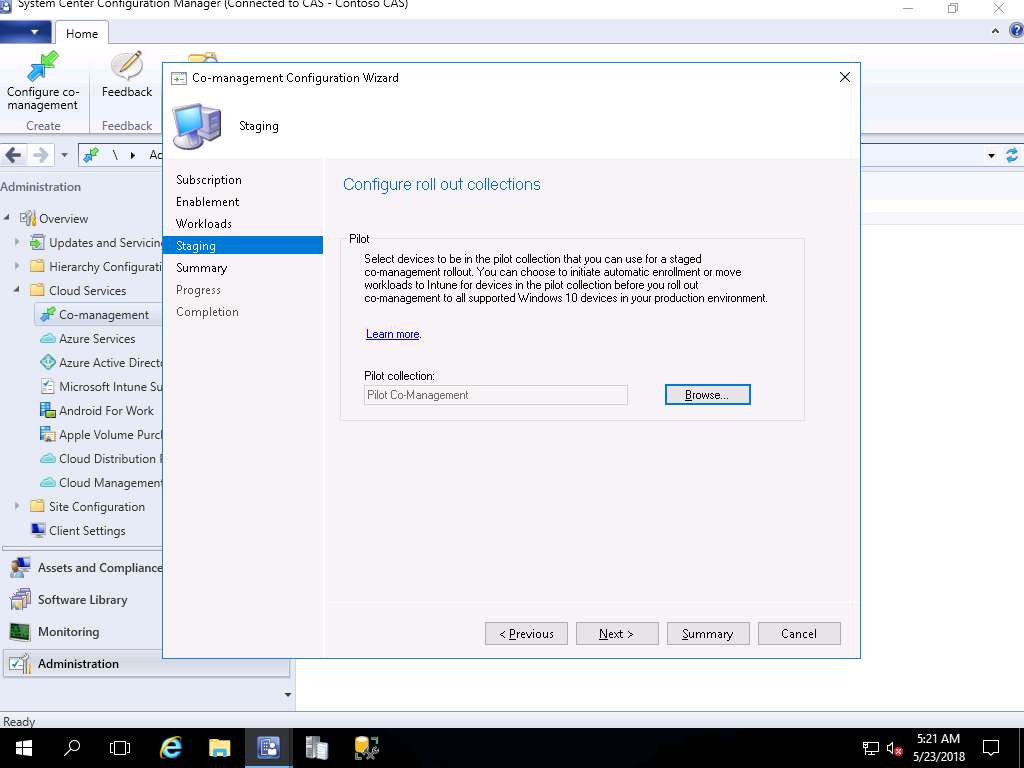 System Center Configuration Manager (Connected to CAS - Contoso CAS)
Home
Configure co-
management
Feedback
Create
Feedback
\
Co-management Configuration Wizard
Staging
Administration
Overview
Updates and Servicin
Hierarchy Configurati
Cloud Services
Co-management
Azure Services
Azure Active Direct
Microsoft Intune Su
Android For Work
Apple Volume Purcl
Cloud Distribution
Cloud Management
Site Configuration
Client Settings
Assets and Compliance
Software Library
Monitoring
Administration
Subscription
Enablement
Workloads
Staging
Summary
Progress
Completion
Configure roll out collections
Pilot
Select devices to be in the pilot collection that you can use for a staged
co-management rollout. You can choose to initiate automatic enrollment or move
workloads to Intune for devices in the pilot collection before you roll out
co-management to all supported Windows 10 devices in your production environment.
Learn more.
Pilot collection:
Pilot Co-Management
Browse...
< Previous
Next >
Summary
Cancel
Ready
5:21 AM
5/23/2018